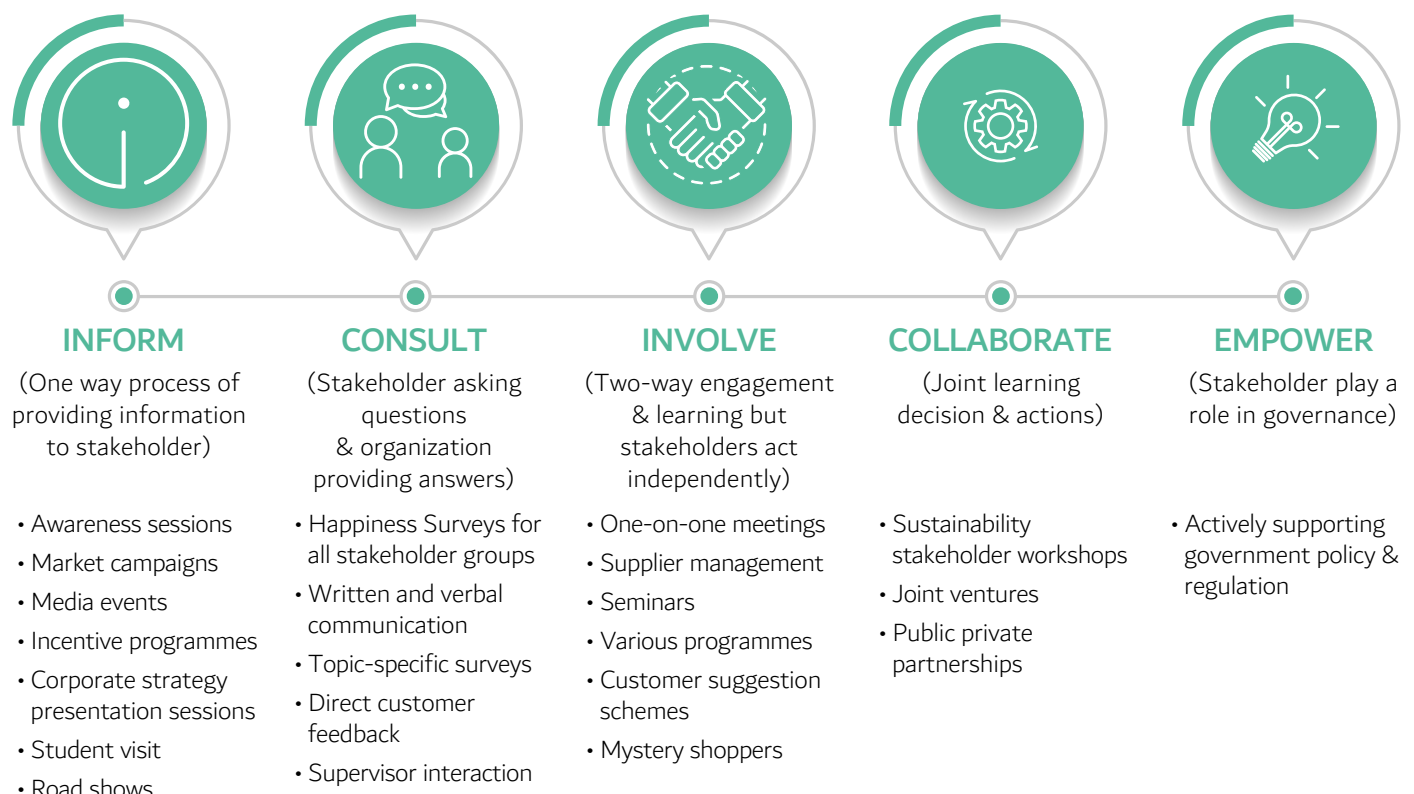 INFORM
(One way process of
providing information
to stakeholder)
• Awareness sessions
• Market campaigns
• Media events
• Incentive programmes
• Corporate strategy
presentation sessions
• Student visit
• Road shows
CONSULT
(Stakeholder asking
questions
& organization
providing answers)
• Happiness Surveys for
all stakeholder groups
• Written and verbal
communication
• Topic-specific surveys
• Direct customer
feedback
• Supervisor interaction
INVOLVE
(Two-way engagement
& learning but
stakeholders act
independently)
• One-on-one meetings
• Supplier management
• Seminars
• Various programmes
• Customer suggestion
schemes
• Mystery shoppers
COLLABORATE
(Joint learning
decision & actions)
• Sustainability
stakeholder workshops
• Joint ventures
• Public private
partnerships
EMPOWER
(Stakeholder play a
role in governance)
• Actively supporting
government policy &
regulation